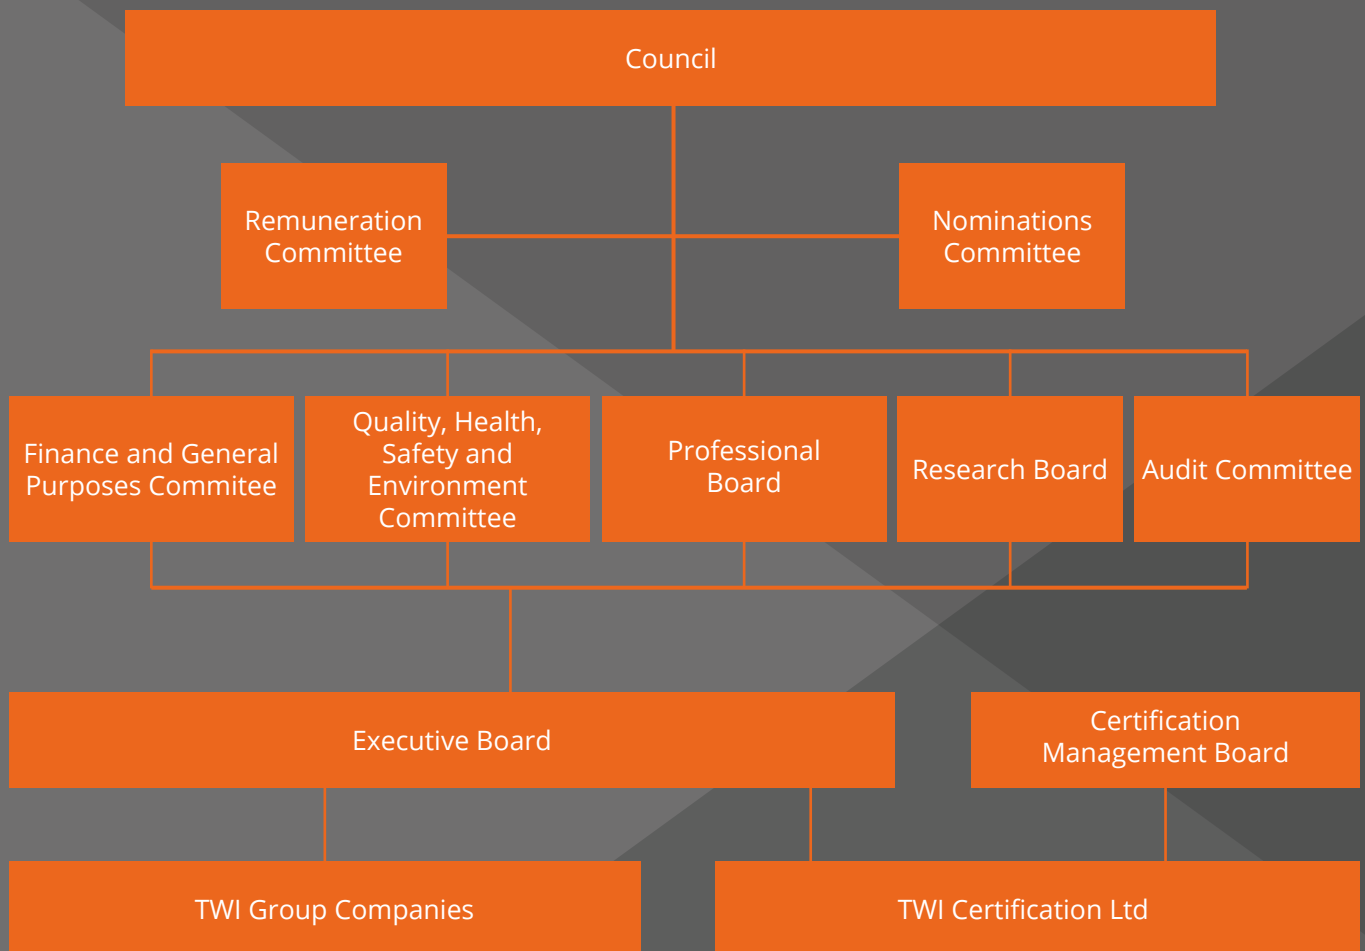 Council
Remuneration
Committee
Nominations
Committee
Finance and General
Purposes Commitee
Quality, Health,
Safety and
Environment
Committee
Professional
Board
Research Board
Audit Committee
Executive Board
Certification
Management Board
TWI Group Companies
TWI Certification Ltd